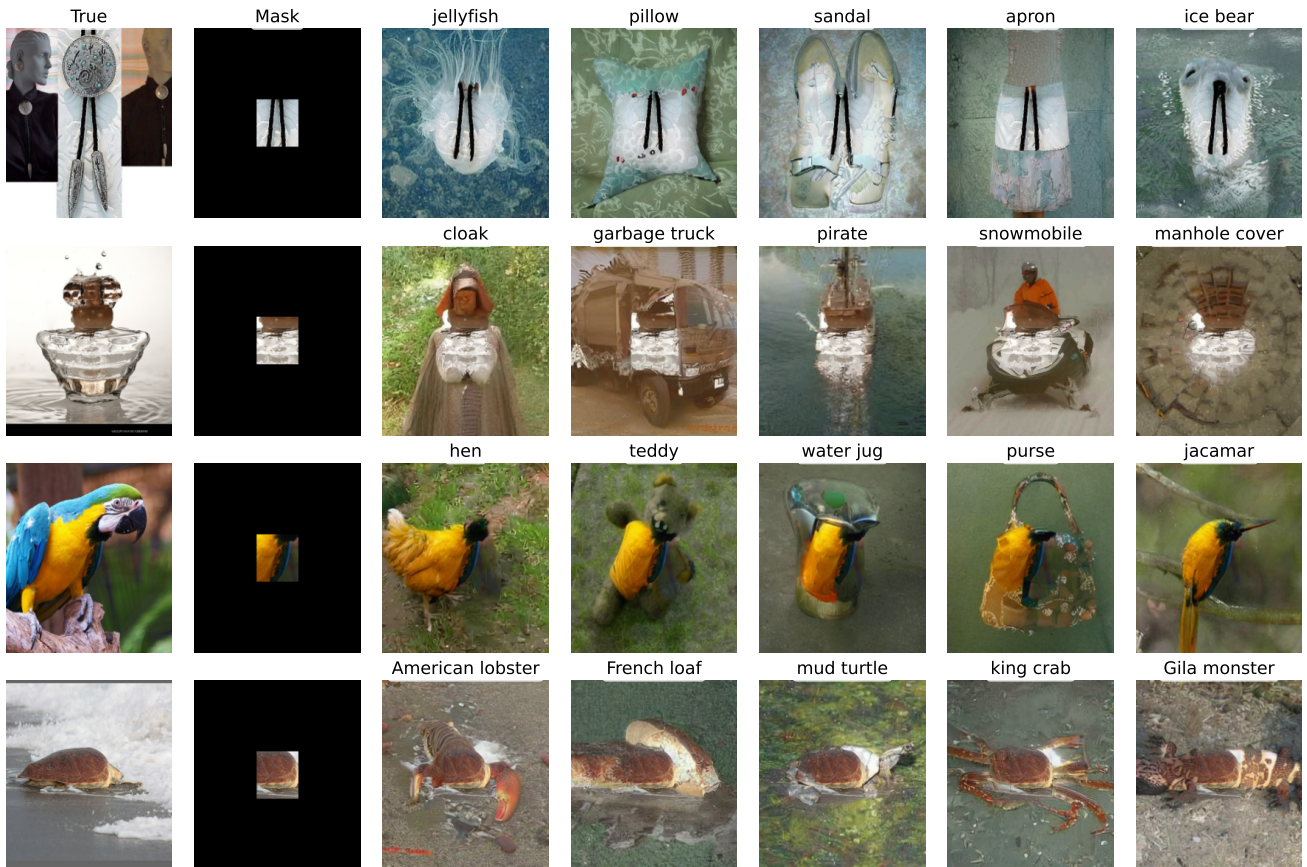 True Mask jellyfish pillow sandal apron ice bear
cloak garbage truck pirate snowmobile manhole cover
hen teddy water jug purse jacamar
American lobster French loaf mud turtle king crab Gila monster